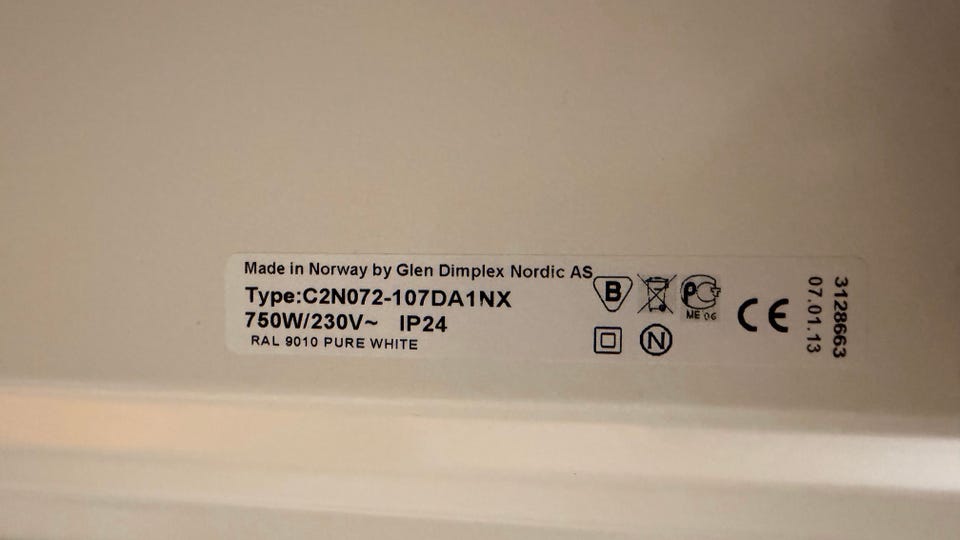 Made in Norway by Glen Dimplex Nordic AS
Type:C2N072-107DA1NX
750W/230V~ IP24
RAL 9010 PURE WHITE
B
PC
ME 06
N
CE
3128663
07.01.13